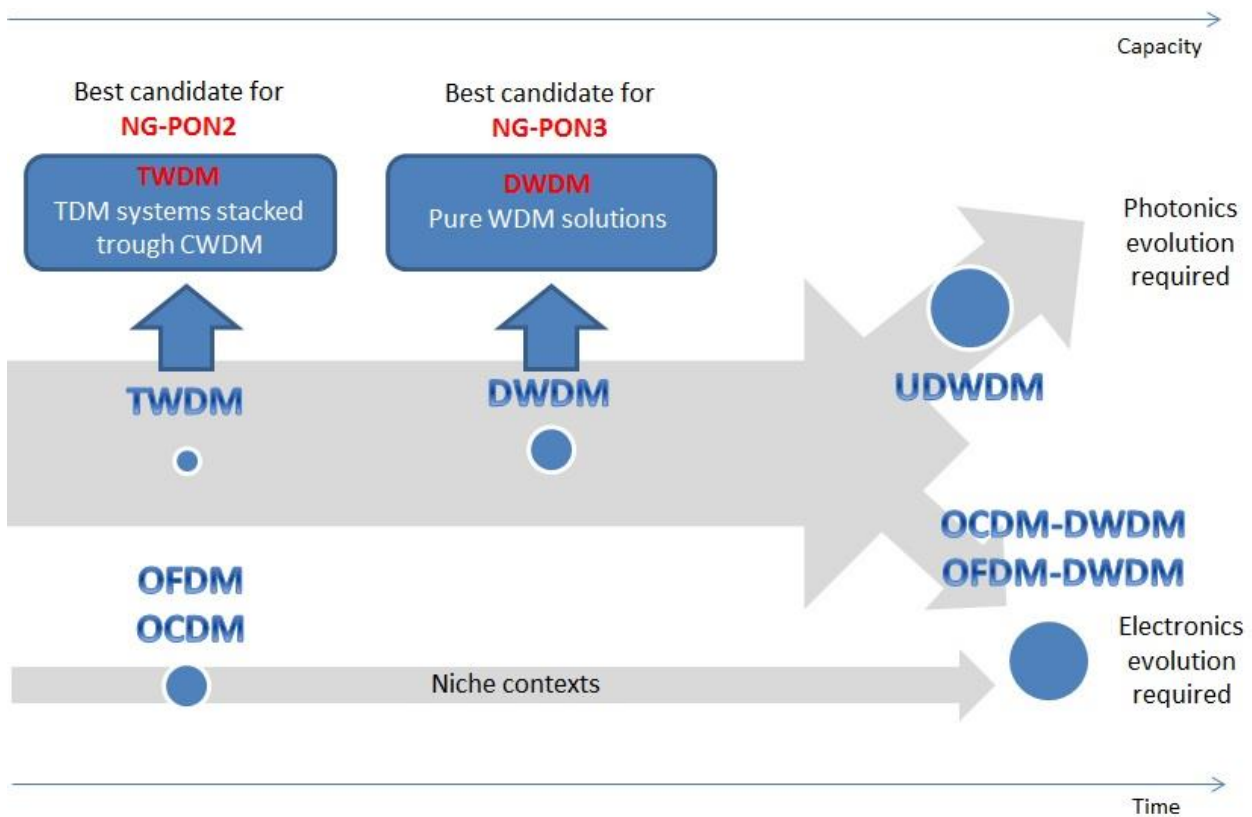 Capacity
Best candidate for
NG-PON2
Best candidate for
NG-PON3
TWDM
TDM systems stacked
trough CWDM
DWDM
Pure WDM solutions
Photonics
evolution
required
TWDM
DWDM
UDWDM
OCDM-DWDM
OFDM-DWDM
OFDM
OCDM
Electronics
evolution
required
Niche contexts
Time